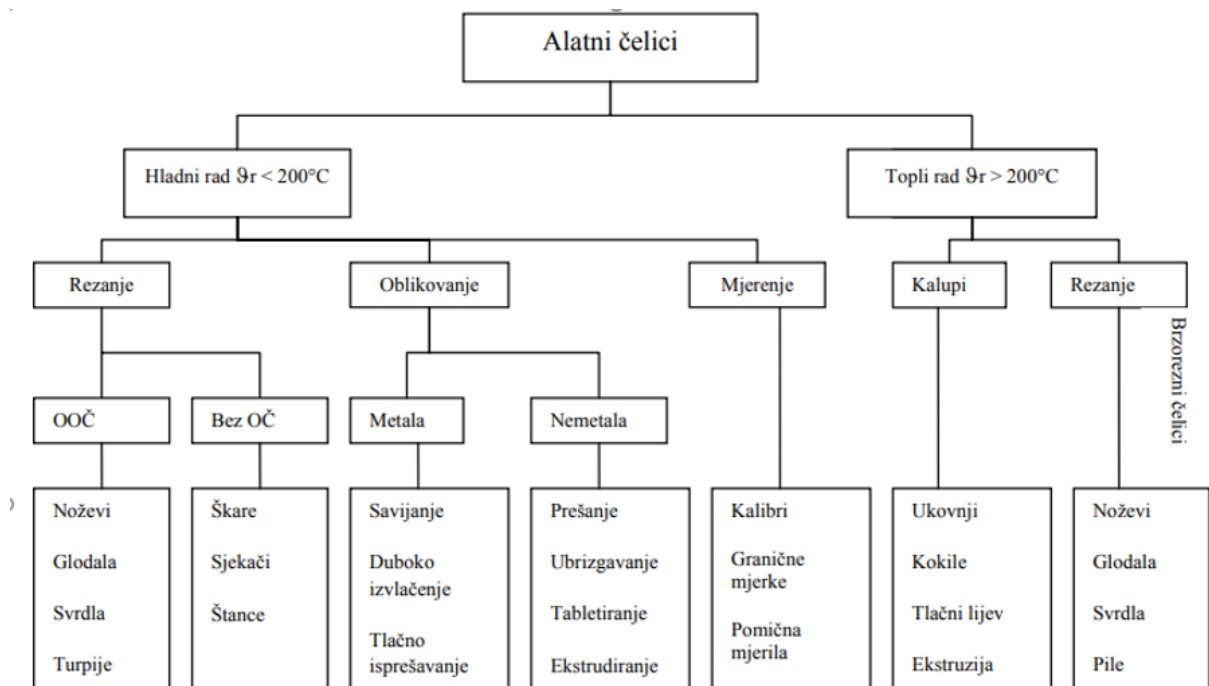 Alatni čelici
Hladni rad ϑr < 200°C
Topli rad ϑr > 200°C
Rezanje
Oblikovanje
Mjerenje
Kalupi
Rezanje
Brzorezni čelici
OOČ
Bez OČ
Metala
Nemetala
Noževi
Glodala
Svrdla
Turpije
Škare
Sjekači
Štance
Savijanje
Duboko
izvlačenje
Tlačno
isprešavanje
Prešanje
Ubrizgavanje
Tabletiranje
Ekstrudiranje
Kalibri
Granične
mjerke
Pomična
mjerila
Ukovnji
Kokile
Tlačni lijev
Ekstruzija
Noževi
Glodala
Svrdla
Pile